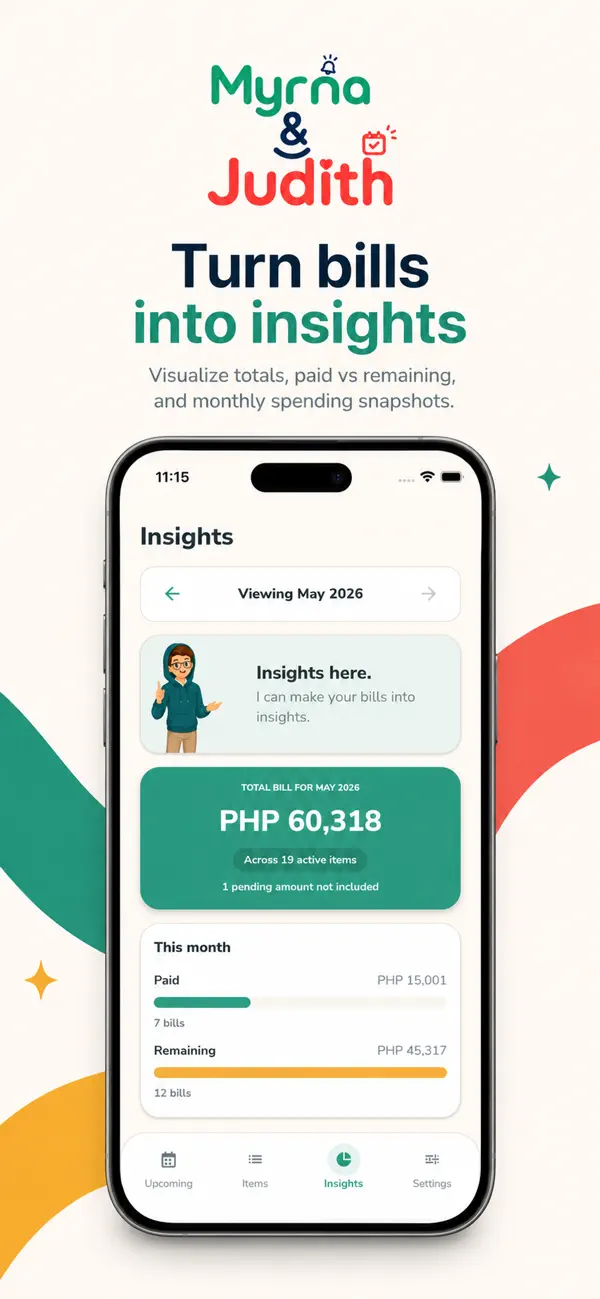 Myrna
&
Judith
Turn bills
into insights
Visualize totals, paid vs remaining,
and monthly spending snapshots.
11:15
Insights
Viewing May 2026
Insights here.
I can make your bills into
insights.
TOTAL BILL FOR MAY 2026
PHP 60,318
Across 19 active items
1 pending amount not included
This month
Paid PHP 15,001
7 bills
Remaining PHP 45,317
12 bills
Upcoming Items Insights Settings